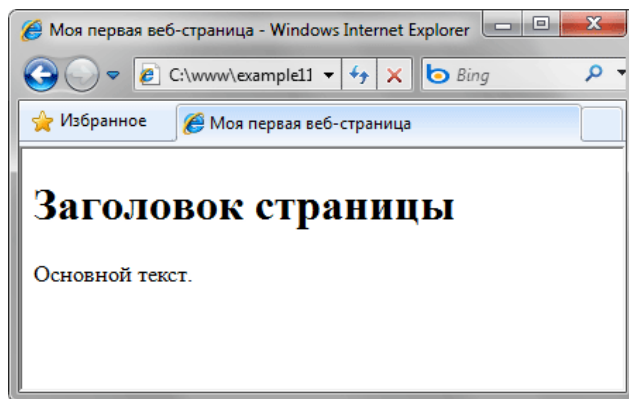 Моя первая веб-страница - Windows Internet Explorer
C:\www\example11
Bing
Избранное
Моя первая веб-страница
Заголовок страницы
Основной текст.